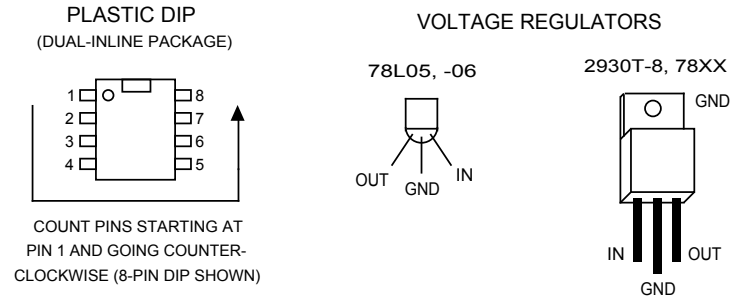 PLASTIC DIP
(DUAL-INLINE PACKAGE)
1 8
2 7
3 6
4 5
COUNT PINS STARTING AT
PIN 1 AND GOING COUNTER-
CLOCKWISE (8-PIN DIP SHOWN)
VOLTAGE REGULATORS
78L05, -06
OUT GND IN
2930T-8, 78XX
GND
IN OUT
GND